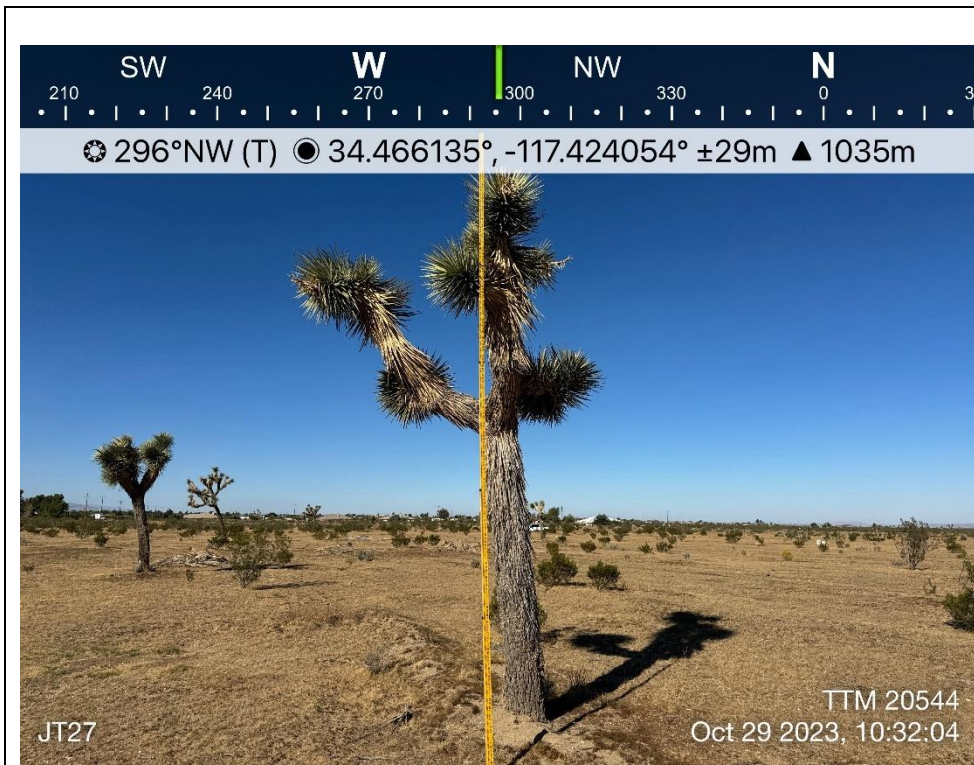 SW W NW N
210 240 270 300 330 0 3
296°NW (T) 34.466135°, -117.424054° ±29m ▲ 1035m
TTM 20544
JT27 Oct 29 2023, 10:32:04